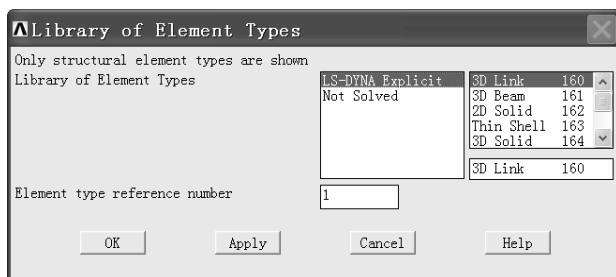 ΛLibrary of Element Types
Only structural element types are shown
Library of Element Types
LS-DYNA Explicit
Not Solved
3D Link 160
3D Beam 161
2D Solid 162
Thin Shell 163
3D Solid 164
3D Link 160
Element type reference number
1
OK Apply Cancel Help